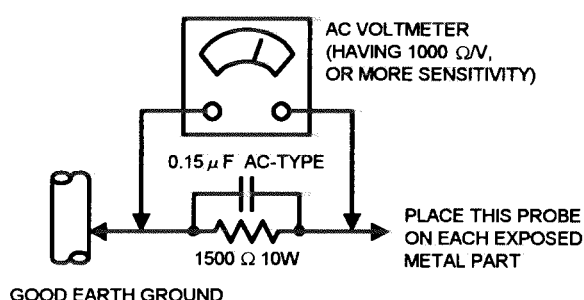 AC VOLTMETER
(HAVING 1000 Ω/V,
OR MORE SENSITIVITY)
0.15 μ F AC-TYPE
1500 Ω 10W
PLACE THIS PROBE
ON EACH EXPOSED
METAL PART
GOOD EARTH GROUND